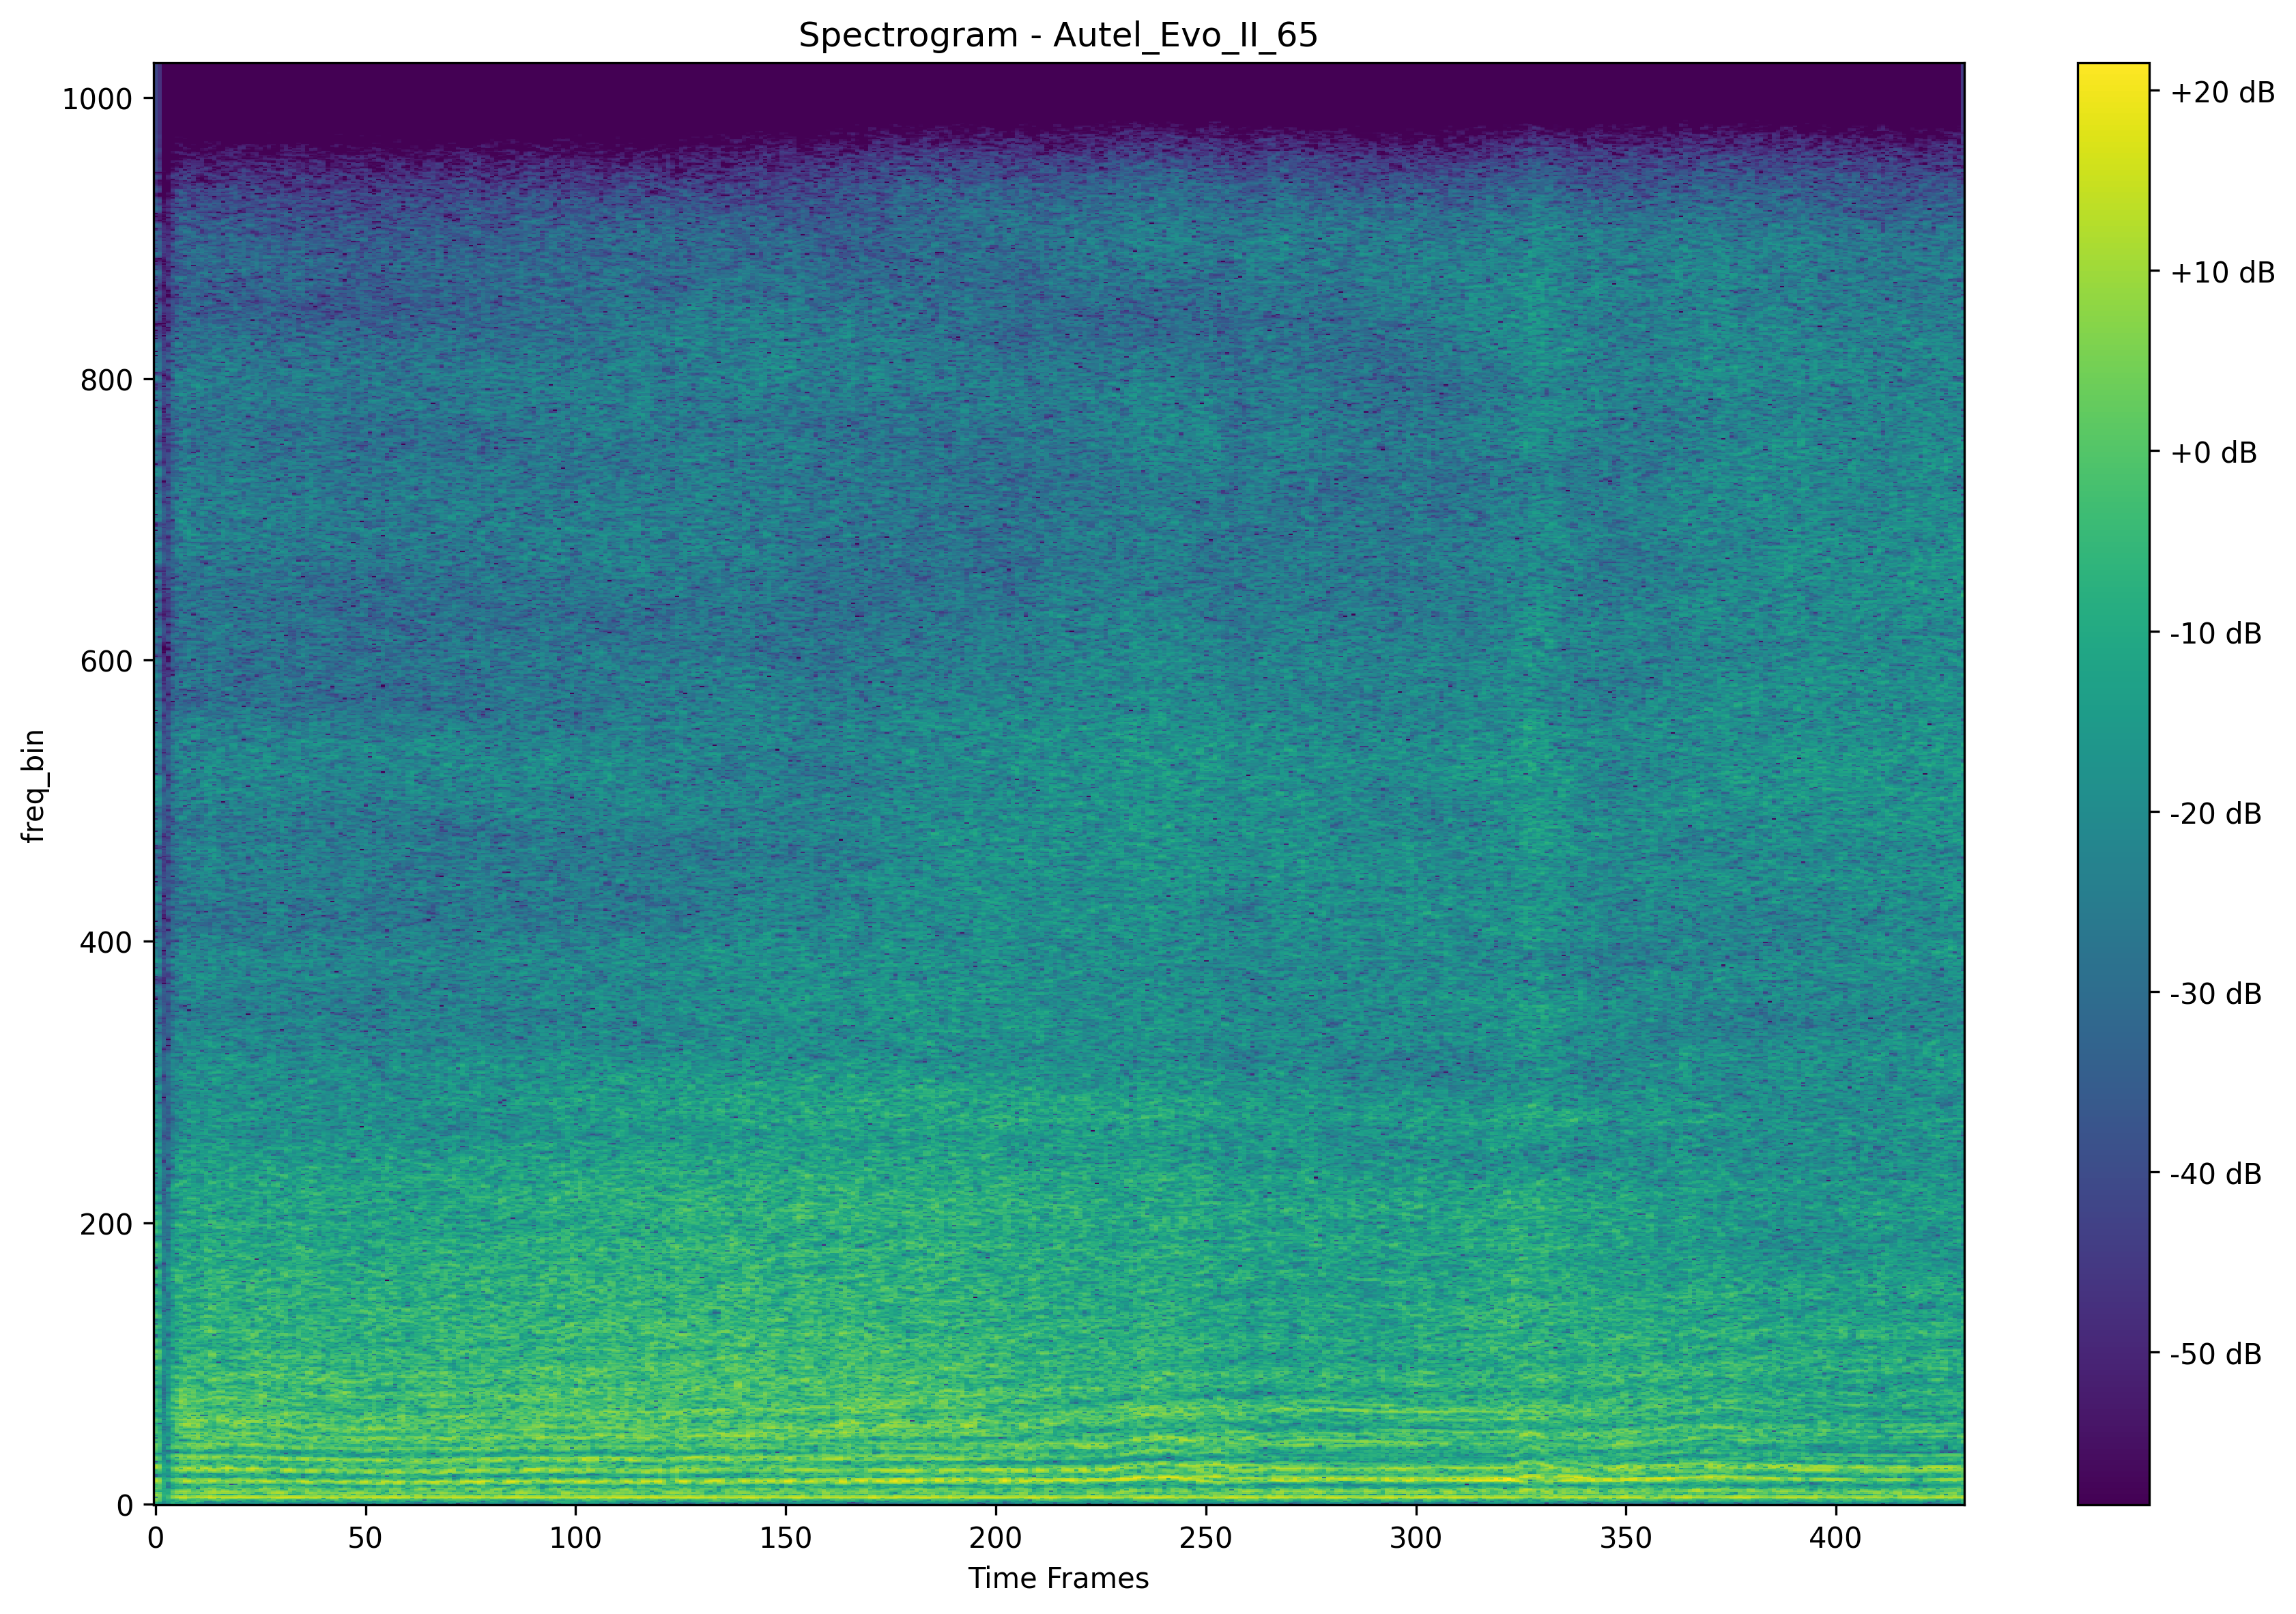 Spectrogram - Autel_Evo_II_65
freq_bin
1000
800
600
400
200
0
0 50 100 150 200 250 300 350 400
Time Frames
+20 dB
+10 dB
+0 dB
-10 dB
-20 dB
-30 dB
-40 dB
-50 dB